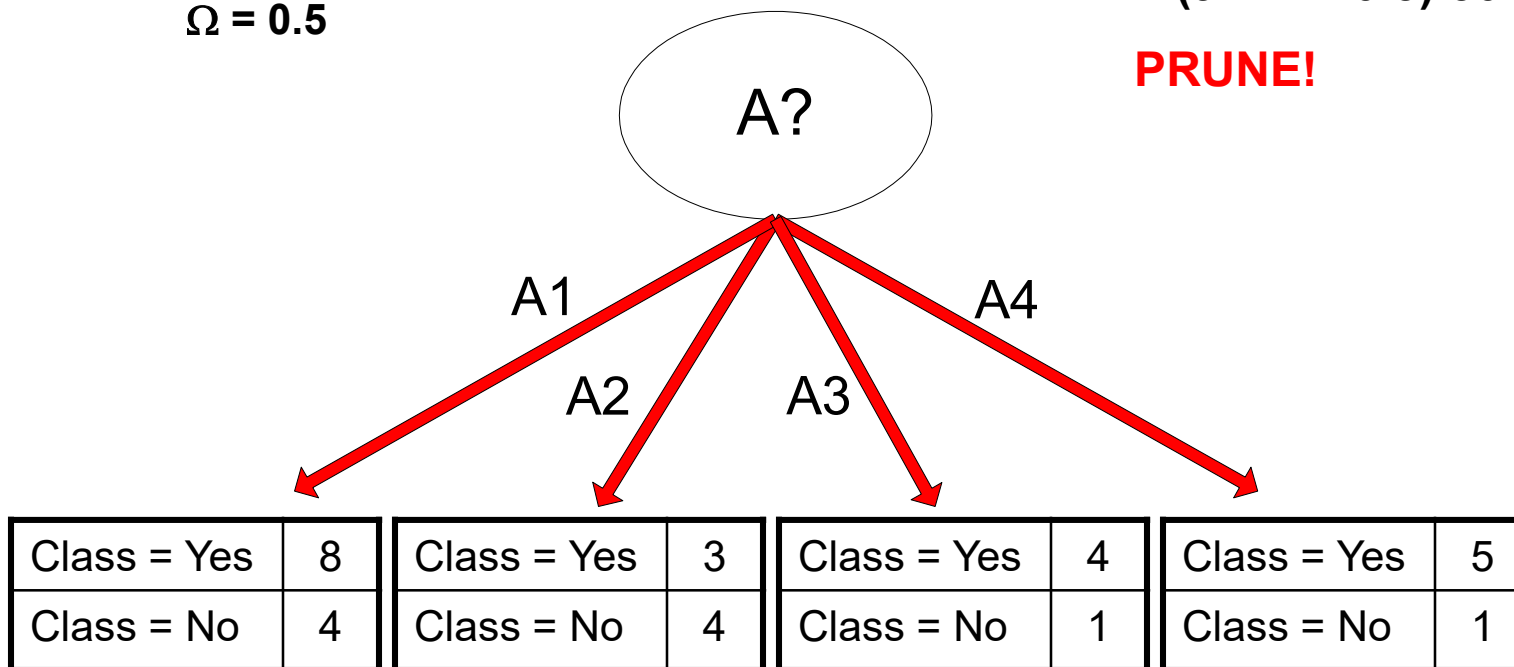 Ω = 0.5
PRUNE!
A?
A1
A4
A2
A3
Class = Yes 8
Class = No 4
Class = Yes 3
Class = No 4
Class = Yes 4
Class = No 1
Class = Yes 5
Class = No 1